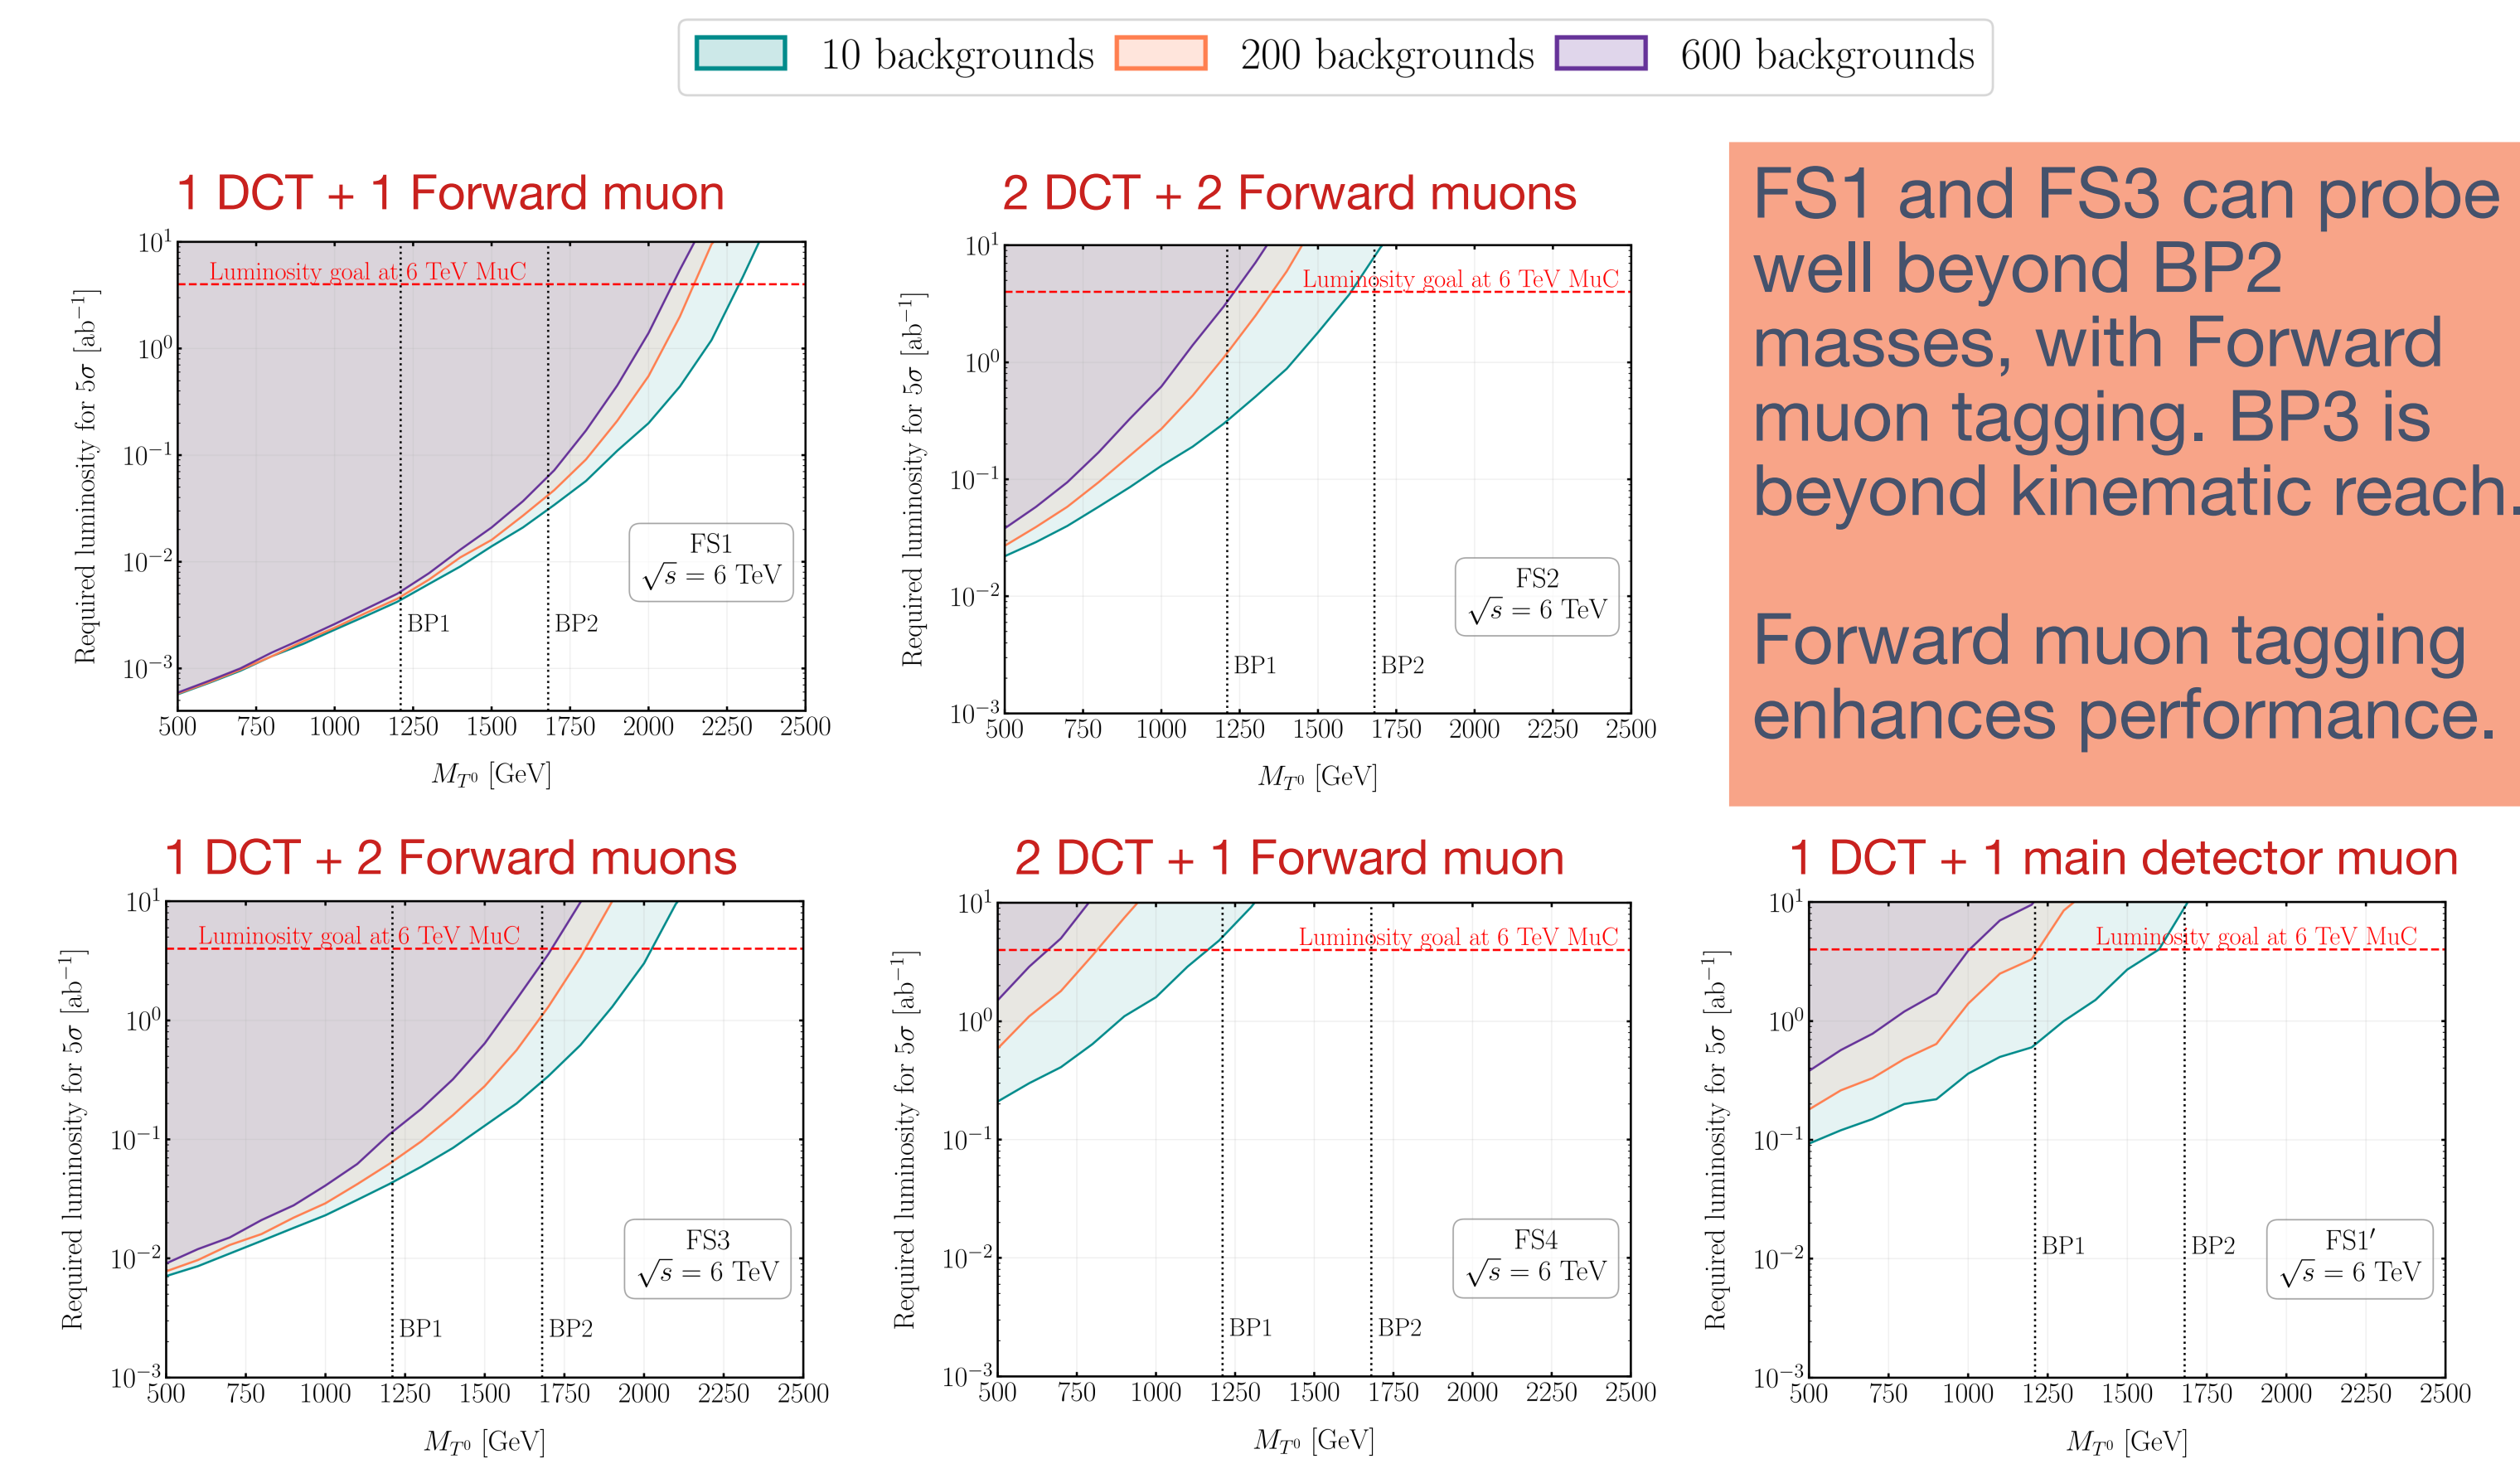 10 backgrounds 200 backgrounds 600 backgrounds
1 DCT + 1 Forward muon
10¹
10⁰
10⁻¹
10⁻²
10⁻³
Required luminosity for 5σ [ab⁻¹]
Luminosity goal at 6 TeV MuC
BP1
BP2
FS1
√s = 6 TeV
500 750 1000 1250 1500 1750 2000 2250 2500
M_T⁰ [GeV]
2 DCT + 2 Forward muons
10¹
10⁰
10⁻¹
10⁻²
10⁻³
Required luminosity for 5σ [ab⁻¹]
Luminosity goal at 6 TeV MuC
BP1
BP2
FS2
√s = 6 TeV
500 750 1000 1250 1500 1750 2000 2250 2500
M_T⁰ [GeV]
FS1 and FS3 can probe
well beyond BP2
masses, with Forward
muon tagging. BP3 is
beyond kinematic reach.
Forward muon tagging
enhances performance.
1 DCT + 2 Forward muons
10¹
10⁰
10⁻¹
10⁻²
10⁻³
Required luminosity for 5σ [ab⁻¹]
Luminosity goal at 6 TeV MuC
BP1
BP2
FS3
√s = 6 TeV
500 750 1000 1250 1500 1750 2000 2250 2500
M_T⁰ [GeV]
2 DCT + 1 Forward muon
10¹
10⁰
10⁻¹
10⁻²
10⁻³
Required luminosity for 5σ [ab⁻¹]
Luminosity goal at 6 TeV MuC
BP1
BP2
FS4
√s = 6 TeV
500 750 1000 1250 1500 1750 2000 2250 2500
M_T⁰ [GeV]
1 DCT + 1 main detector muon
10¹
10⁰
10⁻¹
10⁻²
10⁻³
Required luminosity for 5σ [ab⁻¹]
Luminosity goal at 6 TeV MuC
BP1
BP2
FS1′
√s = 6 TeV
500 750 1000 1250 1500 1750 2000 2250 2500
M_T⁰ [GeV]